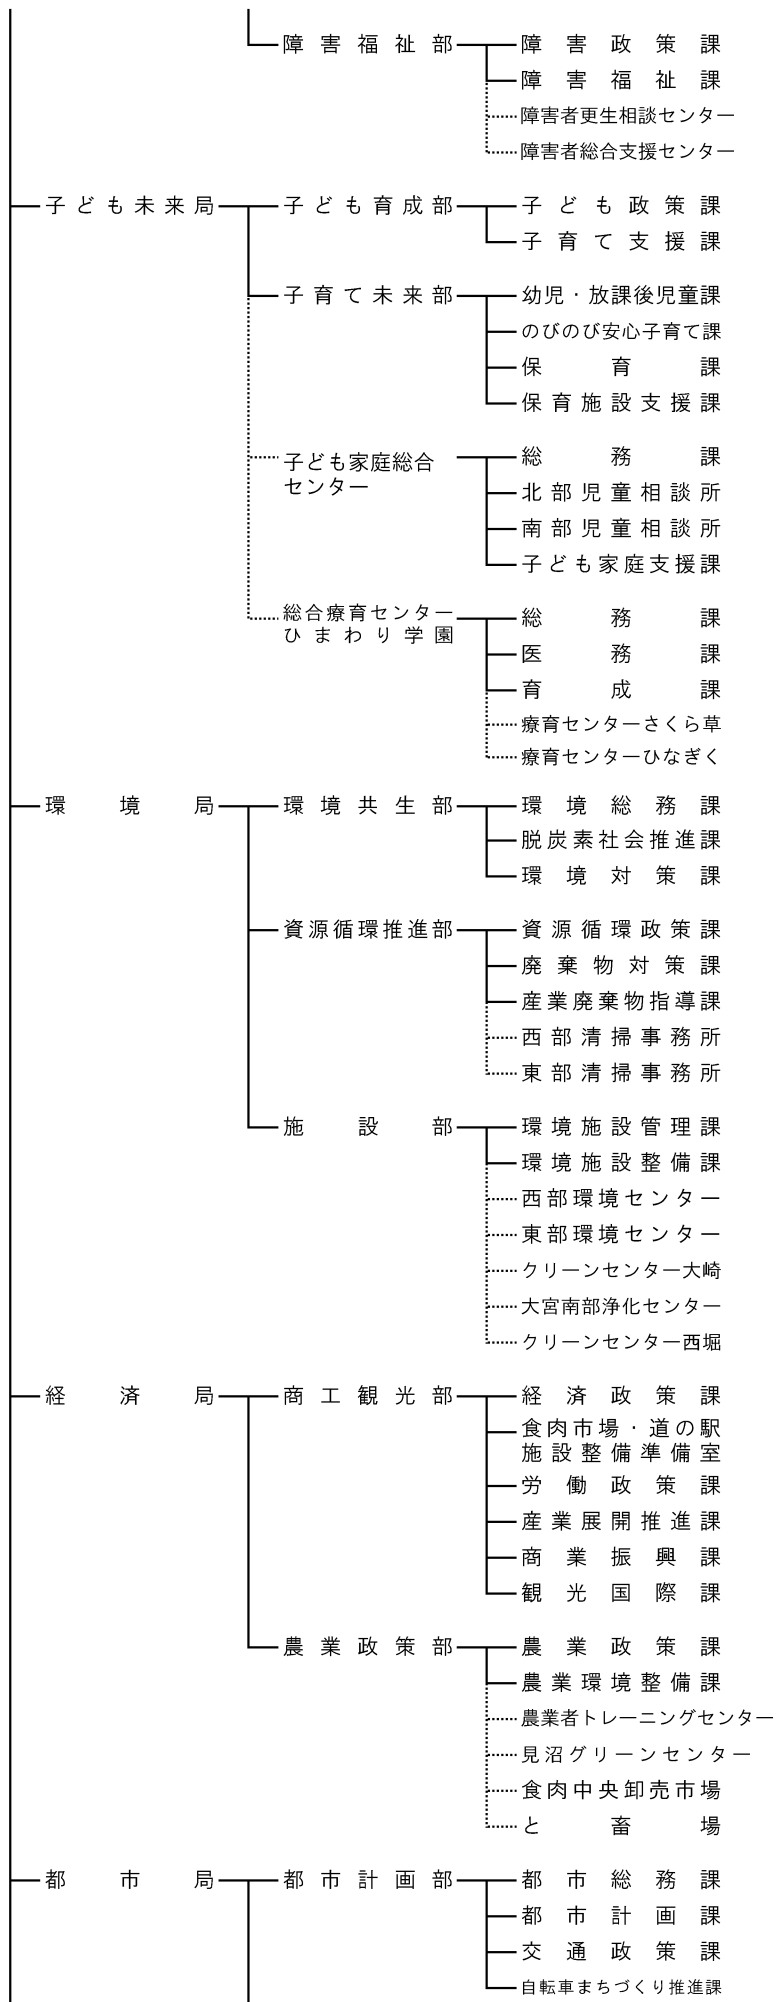 障害福祉部 障害政策課
障害福祉課
障害者更生相談センター
障害者総合支援センター
子ども未来局 子ども育成部 子ども政策課
子育て支援課
子育て未来部 幼児・放課後児童課
のびのび安心子育て課
保育課
保育施設支援課
子ども家庭総合センター 総務課
北部児童相談所
南部児童相談所
子ども家庭支援課
総合療育センターひまわり学園 総務課
医務課
育成課
療育センターさくら草
療育センターひなぎく
環境局 環境共生部 環境総務課
脱炭素社会推進課
環境対策課
資源循環推進部 資源循環政策課
廃棄物対策課
産業廃棄物指導課
西部清掃事務所
東部清掃事務所
施設部 環境施設管理課
環境施設整備課
西部環境センター
東部環境センター
クリーンセンター大崎
大宮南部浄化センター
クリーンセンター西堀
経済局 商工観光部 経済政策課
食肉市場・道の駅
施設整備準備室
労働政策課
産業展開推進課
商業振興課
観光国際課
農業政策部 農業政策課
農業環境整備課
農業者トレーニングセンター
見沼グリーンセンター
食肉中央卸売市場
と畜場
都市局 都市計画部 都市総務課
都市計画課
交通政策課
自転車まちづくり推進課